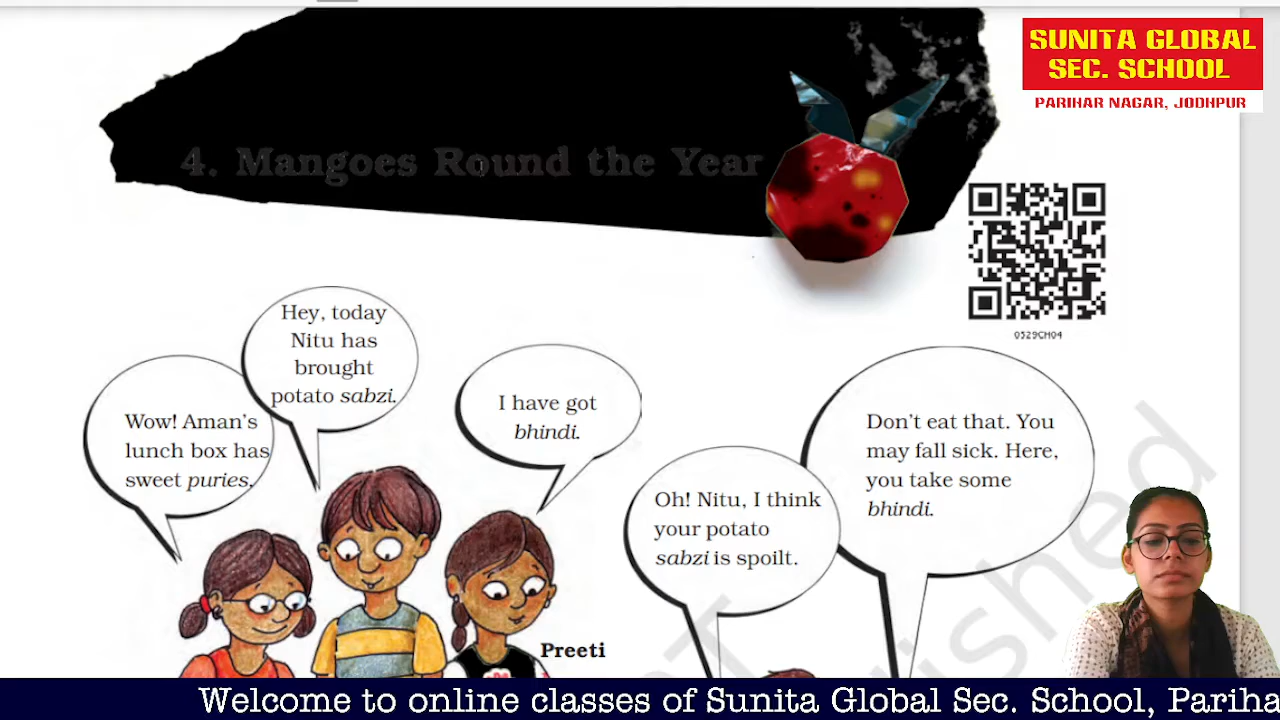 SUNITA GLOBAL
SEC. SCHOOL
PARIHAR NAGAR, JODHPUR
4. Mangoes Round the Year
0529CH04
Hey, today
Nitu has
brought
potato sabzi.
Wow! Aman's
lunch box has
sweet puries.
I have got
bhindi.
Oh! Nitu, I think
your potato
sabzi is spoilt.
Don't eat that. You
may fall sick. Here,
you take some
bhindi.
Preeti
Welcome to online classes of Sunita Global Sec. School, Pariha